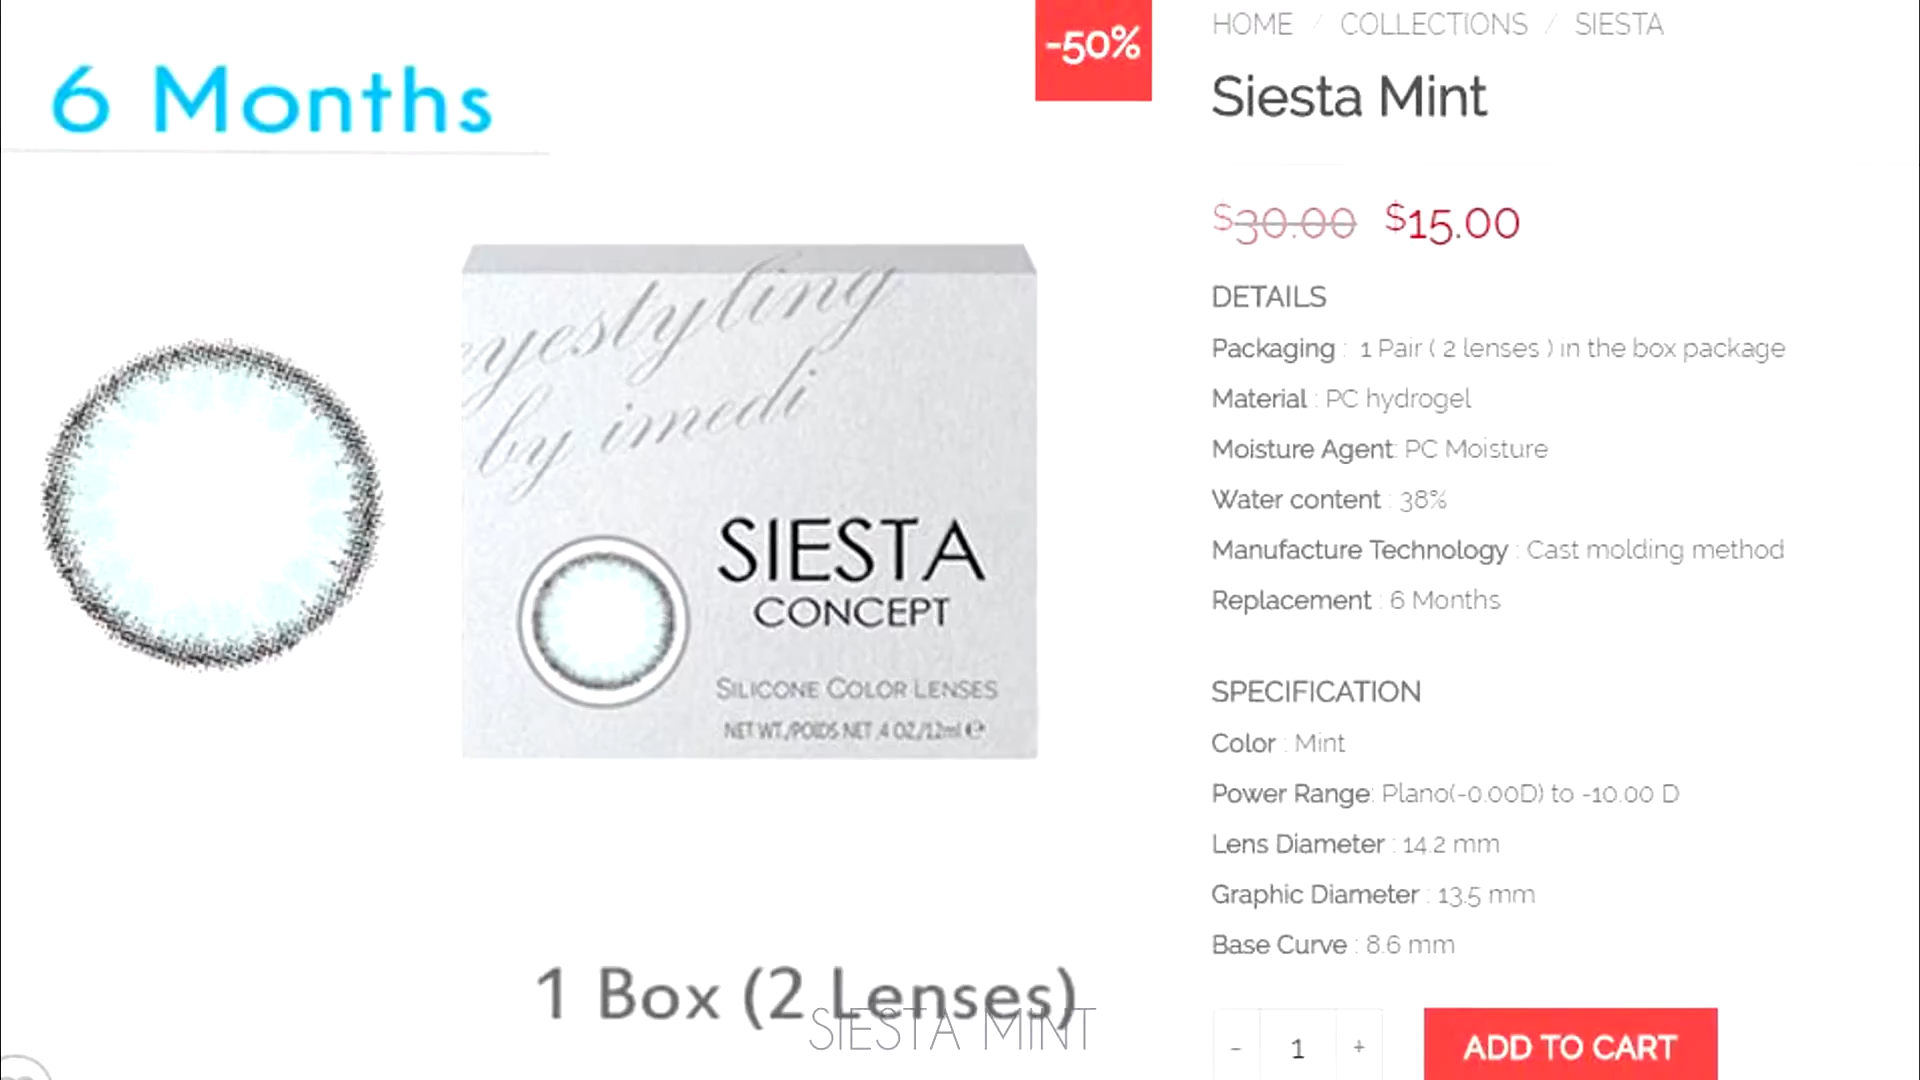 6 Months
-50%
eyestyling
by imedi
SIESTA
CONCEPT
SILICONE COLOR LENSES
NET WT./POIDS NET .4 OZ./12ml ℮
1 Box (2 Lenses)
SIESTA MINT
HOME / COLLECTIONS / SIESTA
Siesta Mint
$30.00 $15.00
DETAILS
Packaging : 1 Pair ( 2 lenses ) in the box package
Material : PC hydrogel
Moisture Agent: PC Moisture
Water content : 38%
Manufacture Technology : Cast molding method
Replacement : 6 Months
SPECIFICATION
Color : Mint
Power Range: Plano(-0.00D) to -10.00 D
Lens Diameter : 14.2 mm
Graphic Diameter : 13.5 mm
Base Curve : 8.6 mm
- 1 + ADD TO CART